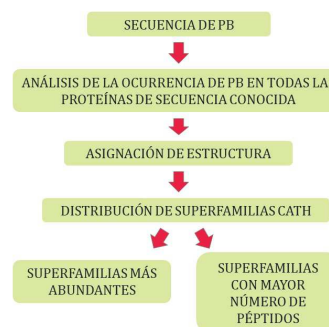 SECUENCIA DE PB
ANÁLISIS DE LA OCURRENCIA DE PB EN TODAS LA
PROTEÍNAS DE SECUENCIA CONOCIDA
ASIGNACIÓN DE ESTRUCTURA
DISTRIBUCIÓN DE SUPERFAMILIAS CATH
SUPERFAMILIAS MÁS
ABUNDANTES
SUPERFAMILIAS
CON MAYOR
NÚMERO DE
PÉPTIDOS